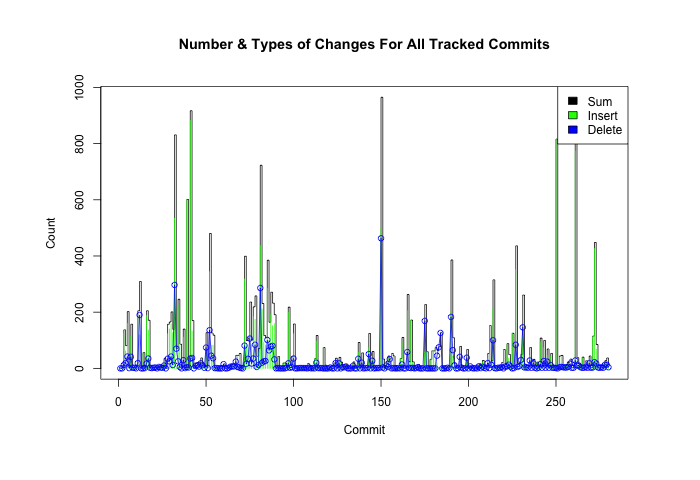 Number & Types of Changes For All Tracked Commits
Sum
Insert
Delete
1000
800
600
400
200
0
Count
0 50 100 150 200 250
Commit